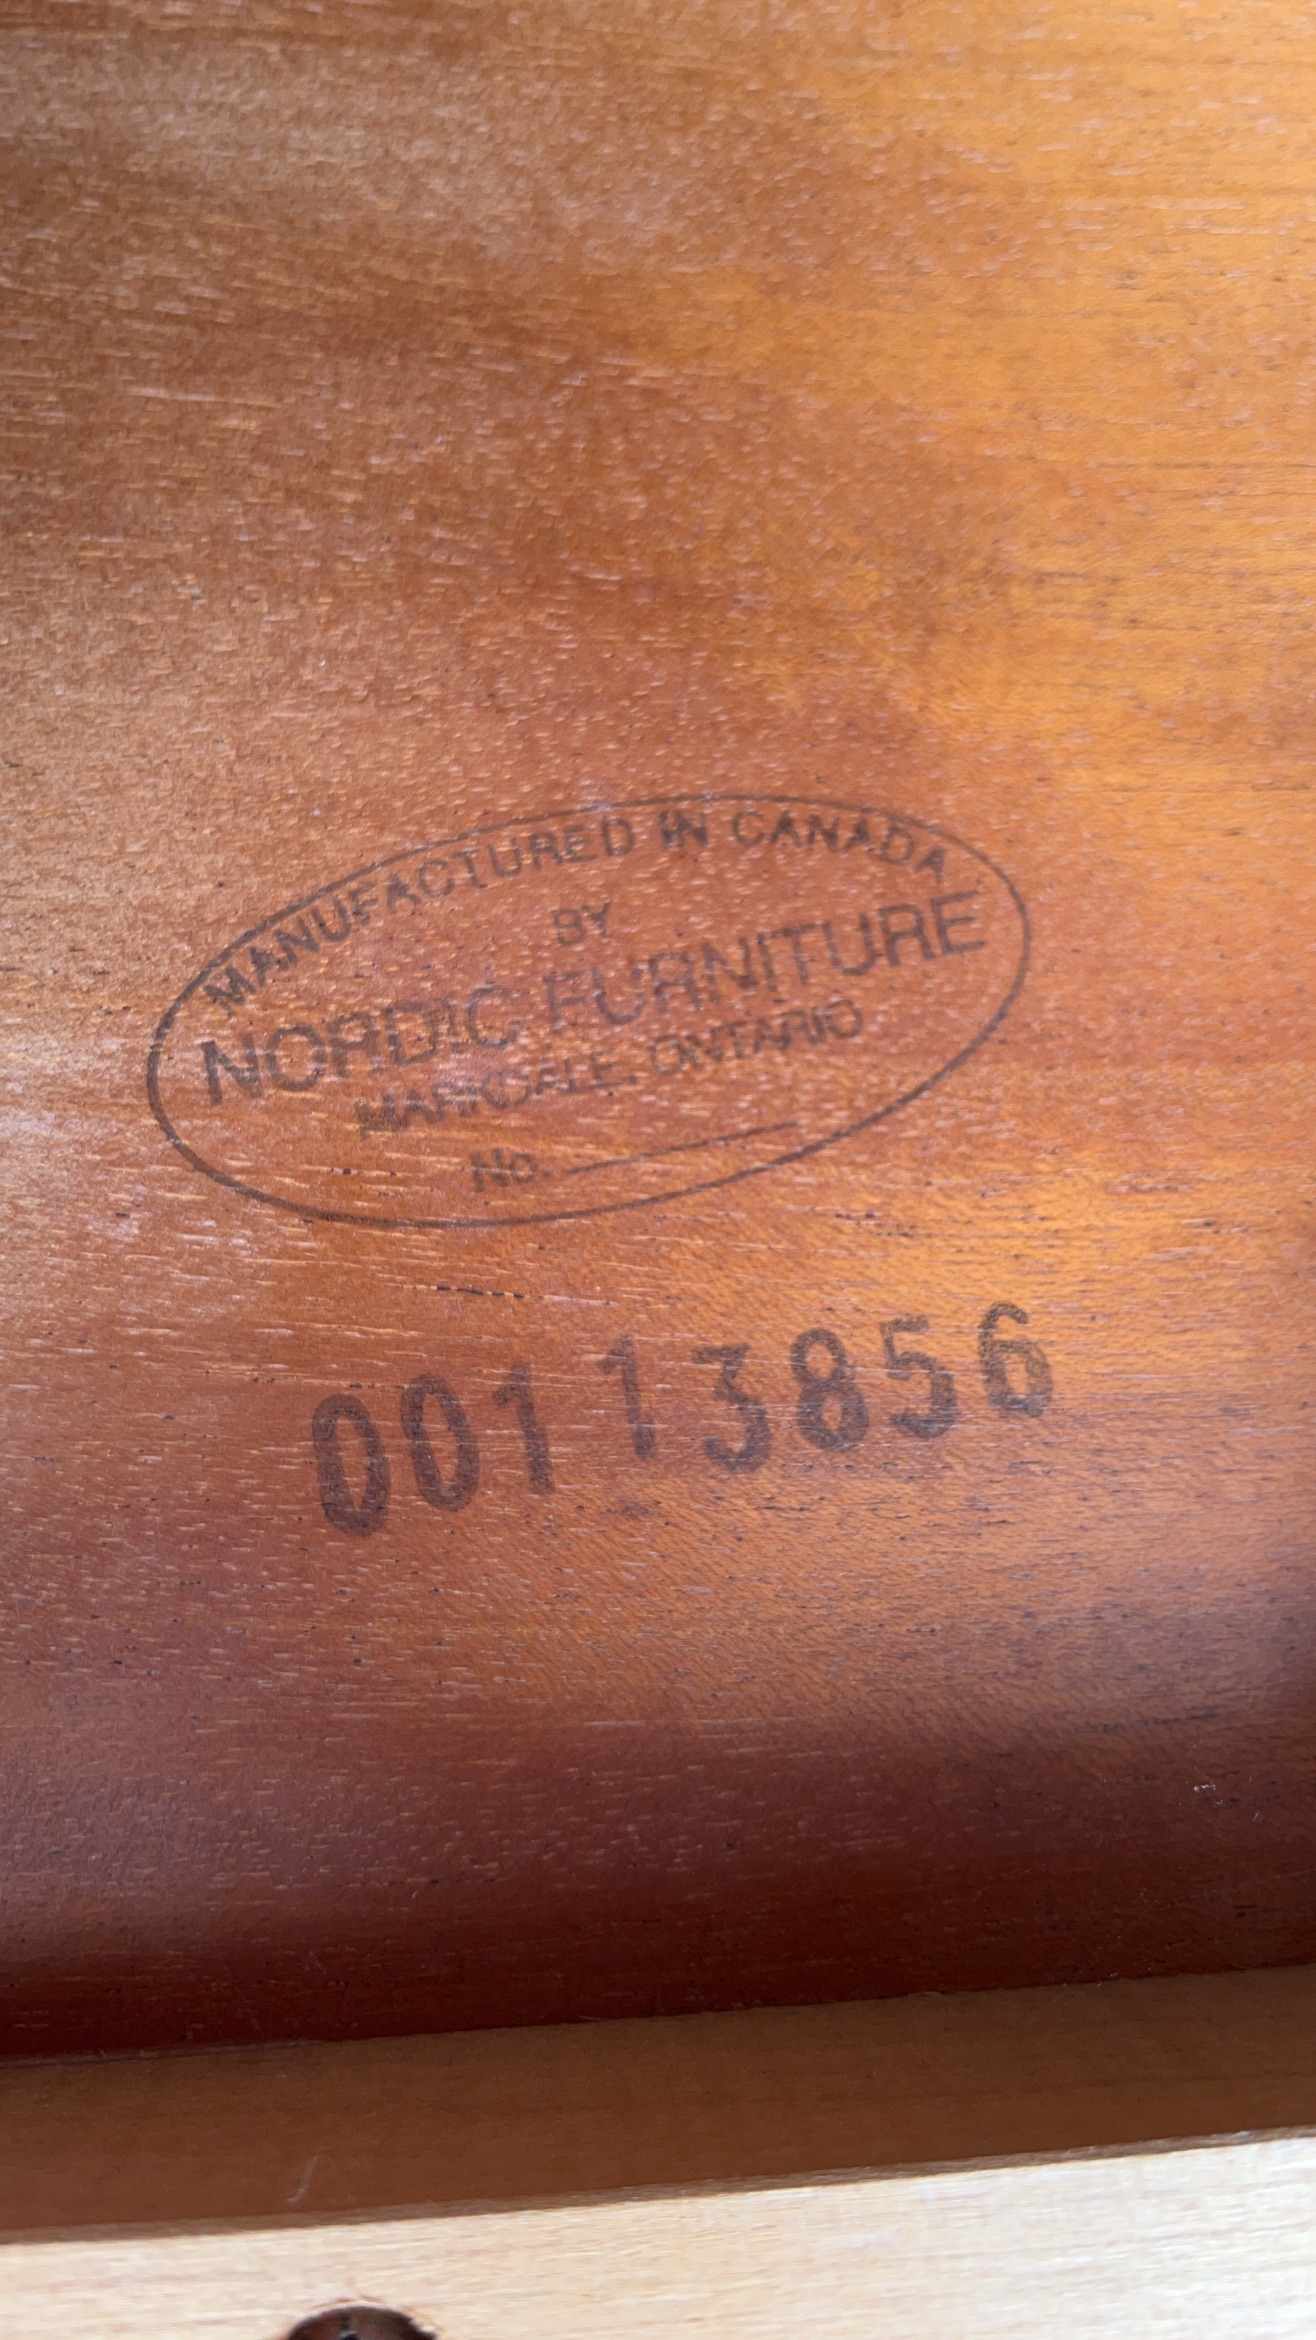 MANUFACTURED IN CANADA
BY
NORDIC FURNITURE
MARKDALE, ONTARIO
No.
00113856